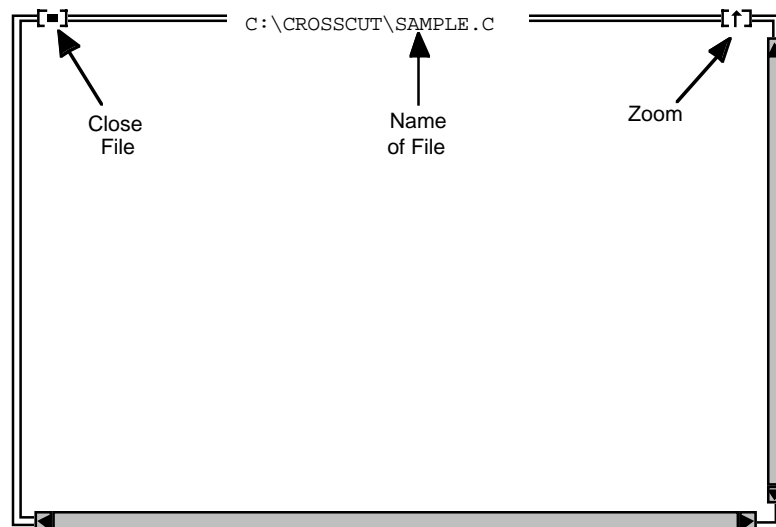 [■] C:\CROSSCUT\SAMPLE.C [↑]
Close
File
Name
of File
Zoom